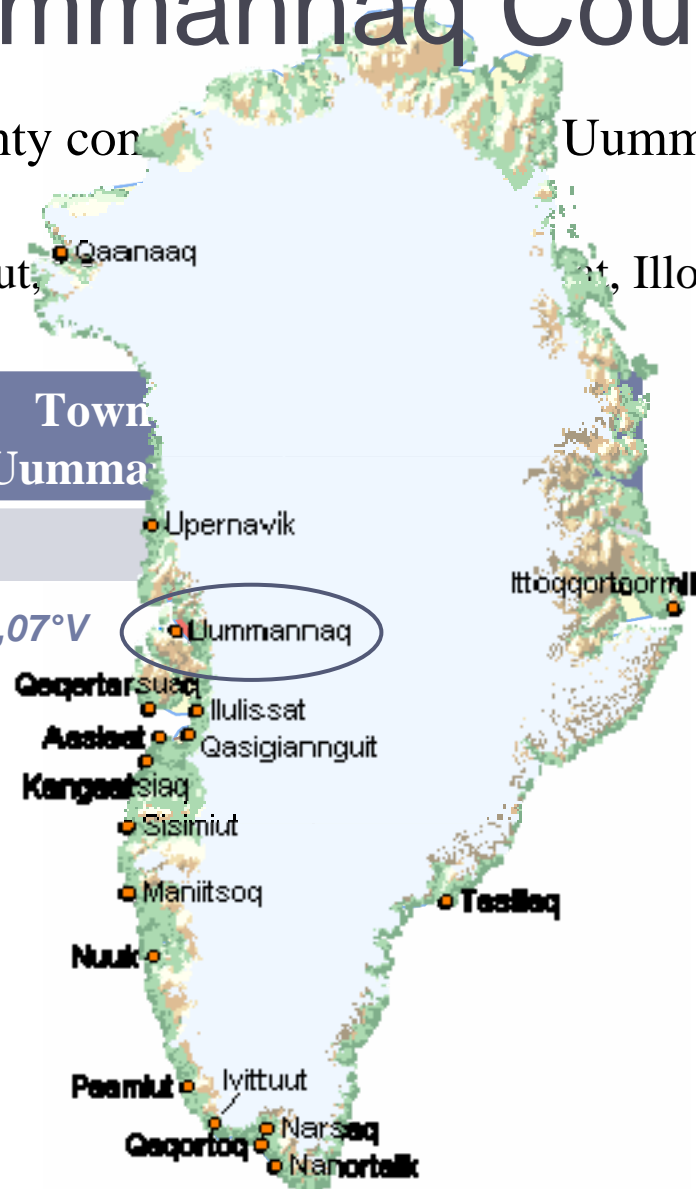 mmannaq Cou
nty con Uumm
ut, t, Illo
Qaanaaq
Town
Uumma
Upernavik
Ittoqqortoormii
,07°V
Uummannaq
Qeqertarsuaq
Ilulissat
Aasiaat
Qasigiannguit
Kangaatsiaq
Sisimiut
Maniitsoq
Tasiilaq
Nuuk
Ivittuut
Paamiut
Narsaq
Qaqortoq
Nanortalik